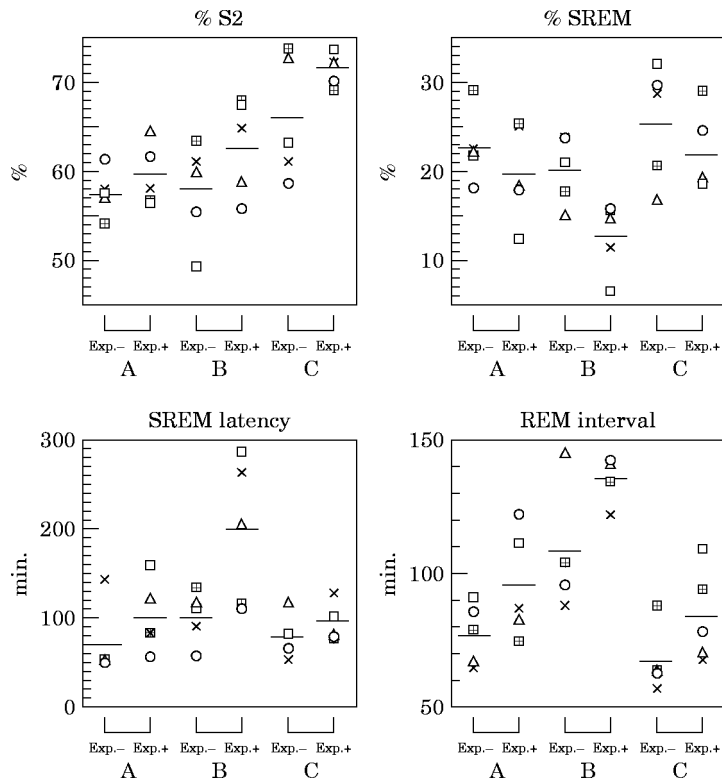 % S2
% SREM
70
60
50
%
30
20
10
%
Exp.− Exp.+ Exp.− Exp.+ Exp.− Exp.+
A B C
Exp.− Exp.+ Exp.− Exp.+ Exp.− Exp.+
A B C
SREM latency
REM interval
300
200
100
0
min.
150
100
50
min.
Exp.− Exp.+ Exp.− Exp.+ Exp.− Exp.+
A B C
Exp.− Exp.+ Exp.− Exp.+ Exp.− Exp.+
A B C